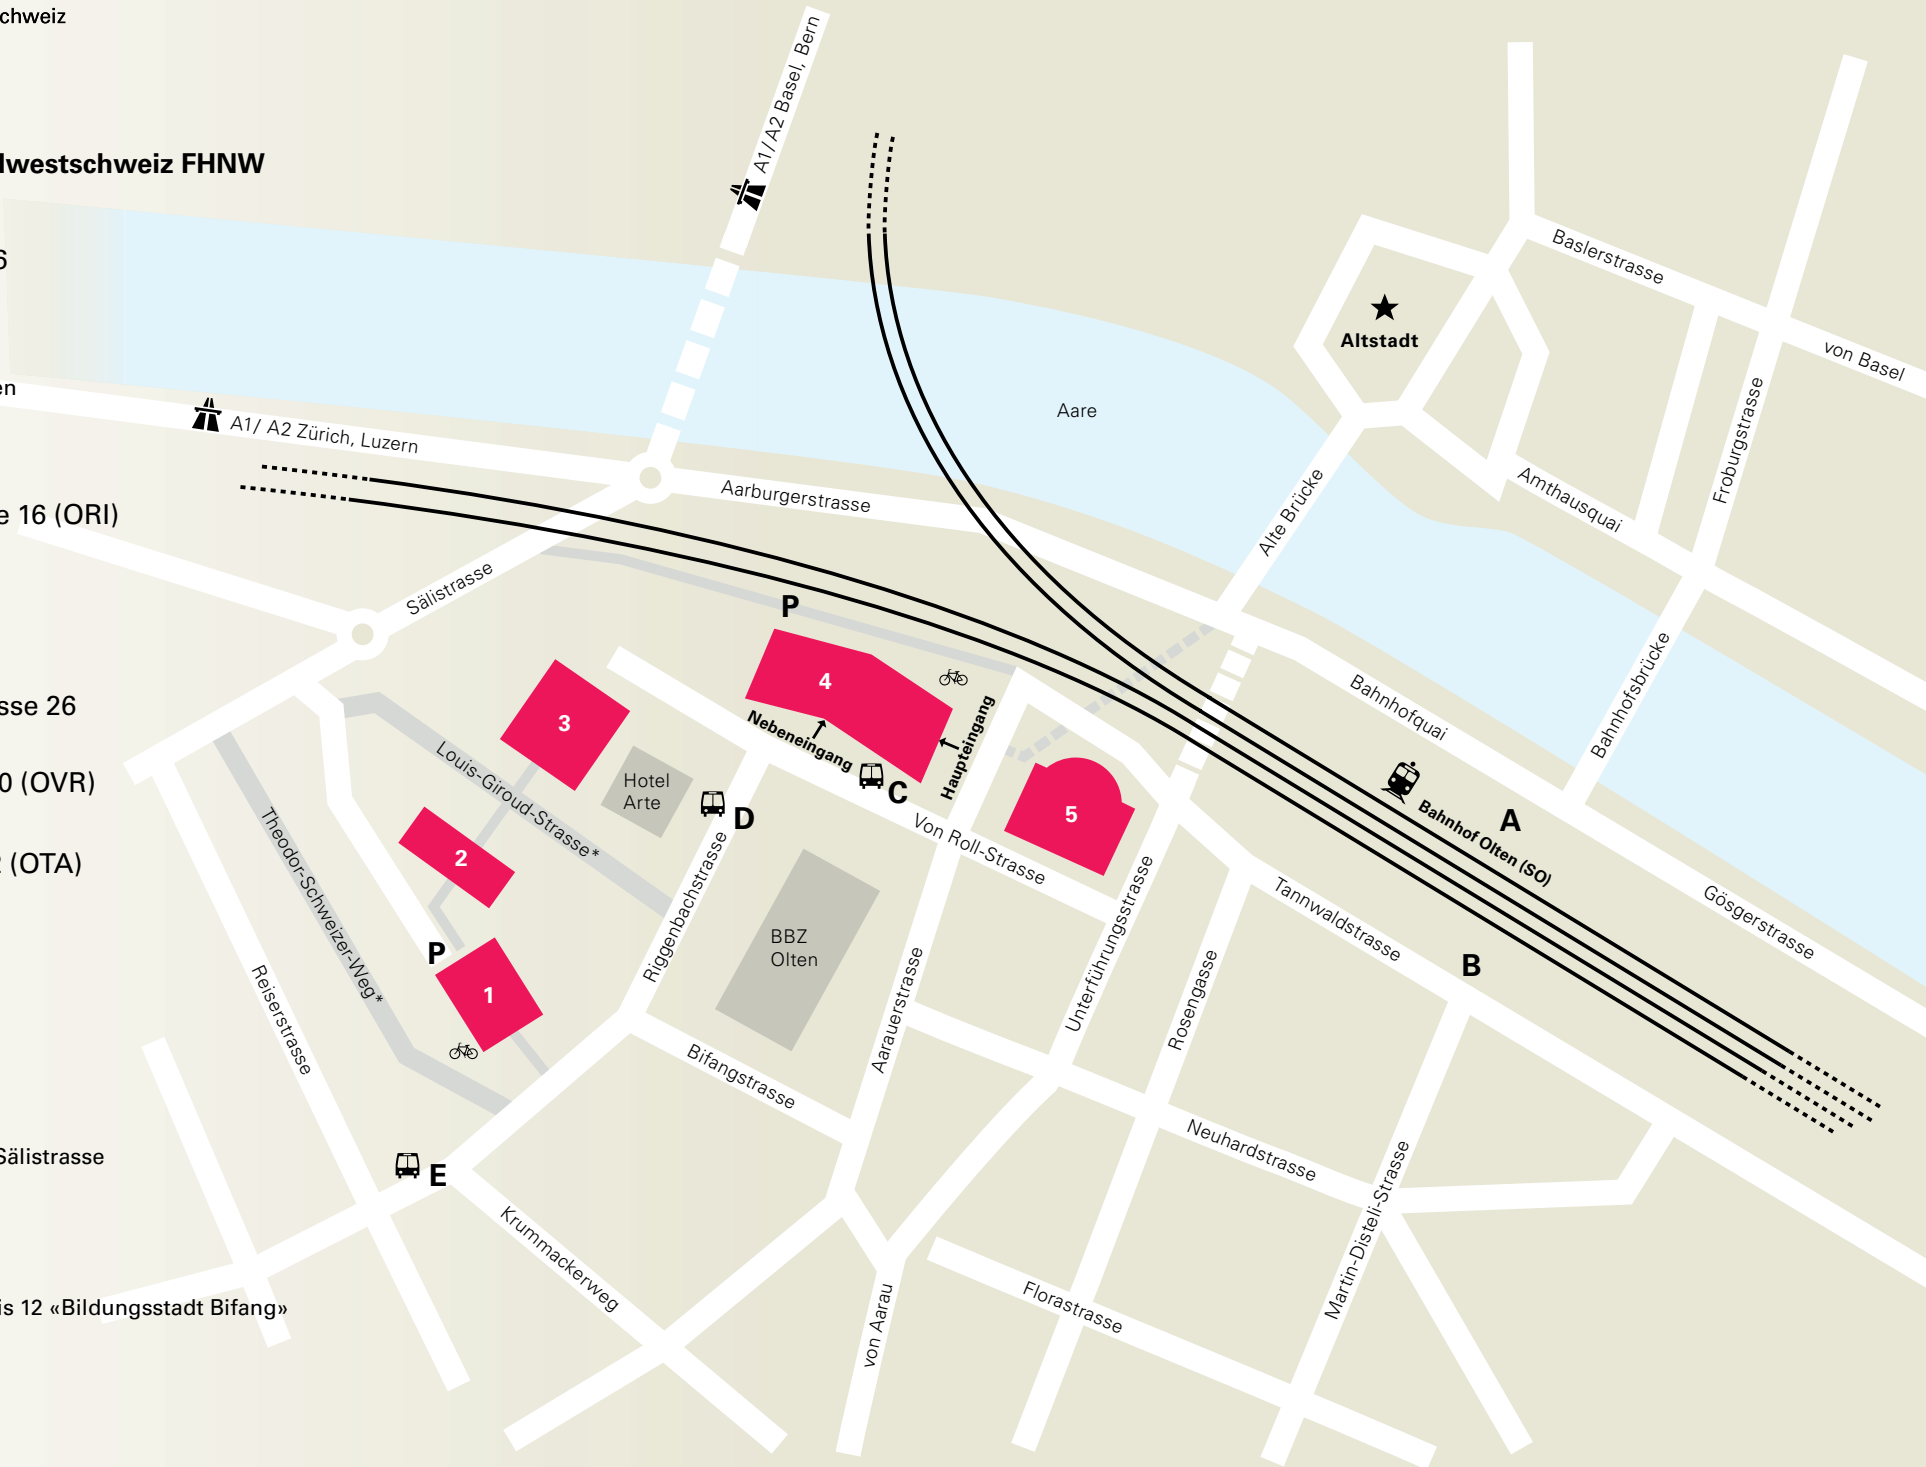 chweiz
lwestschweiz FHNW
6
en
e 16 (ORI)
sse 26
0 (OVR)
(OTA)
Sälistrasse
is 12 «Bildungsstadt Bifang»
A1/A2 Basel, Bern
A1/ A2 Zürich, Luzern
Aarburgerstrasse
Sälistrasse
Aare
Altstadt
Baslerstrasse
von Basel
Froburgstrasse
Amthausquai
Alte Brücke
Bahnhofsbrücke
Bahnhofquai
Gösgerstrasse
Bahnhof Olten (SO)
A
B
P
4
Nebeneingang
Haupteingang
C
3
Hotel
Arte
D
Louis-Giroud-Strasse*
2
P
1
Theodor-Schweizer-Weg*
Reiserstrasse
Riggenbachstrasse
BBZ
Olten
Von Roll-Strasse
5
Aarauerstrasse
Unterführungsstrasse
Rosengasse
Tannwaldstrasse
Bifangstrasse
Neuhardstrasse
Martin-Disteli-Strasse
E
Krummackerweg
von Aarau
Florastrasse